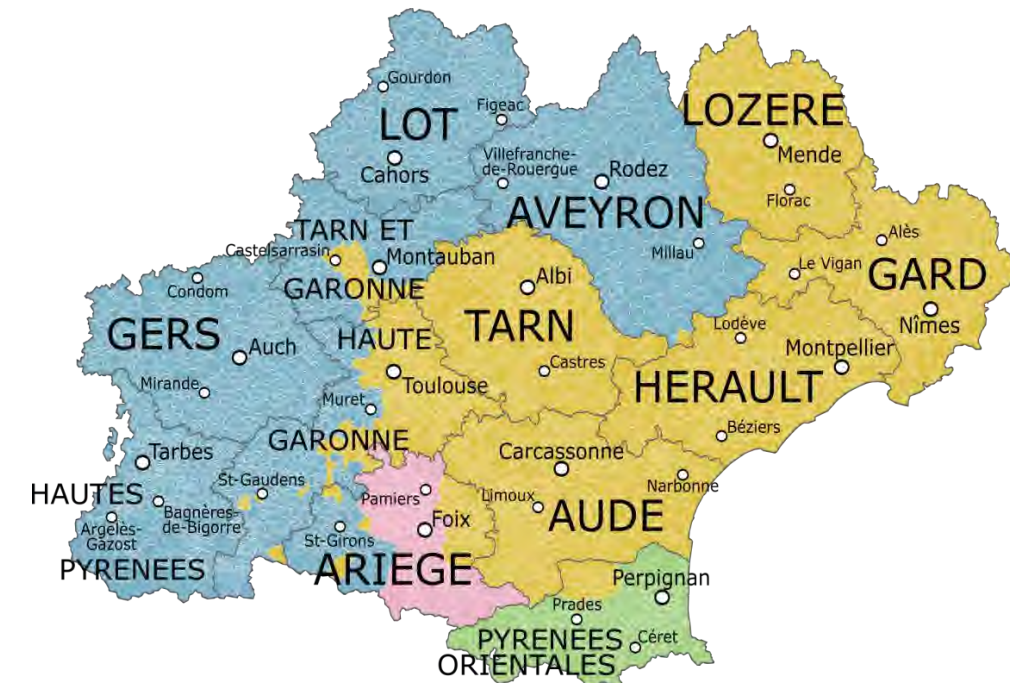 Gourdon
LOT
Figeac
Cahors
LOZERE
Mende
Florac
Villefranche-
de-Rouergue
Rodez
AVEYRON
Millau
TARN ET
GARONNE
Castelsarrasin
Montauban
Albi
TARN
Castres
Alès
Le Vigan
GARD
Nîmes
Condom
GERS
Auch
Mirande
HAUTE
GARONNE
Toulouse
Muret
St-Gaudens
Lodève
Montpellier
HERAULT
Béziers
Tarbes
HAUTES
PYRENEES
Argelès-
Gazost
Bagnères-
de-Bigorre
Pamiers
Foix
St-Girons
ARIEGE
Carcassonne
Limoux
Narbonne
AUDE
Perpignan
Prades
Céret
PYRENEES
ORIENTALES